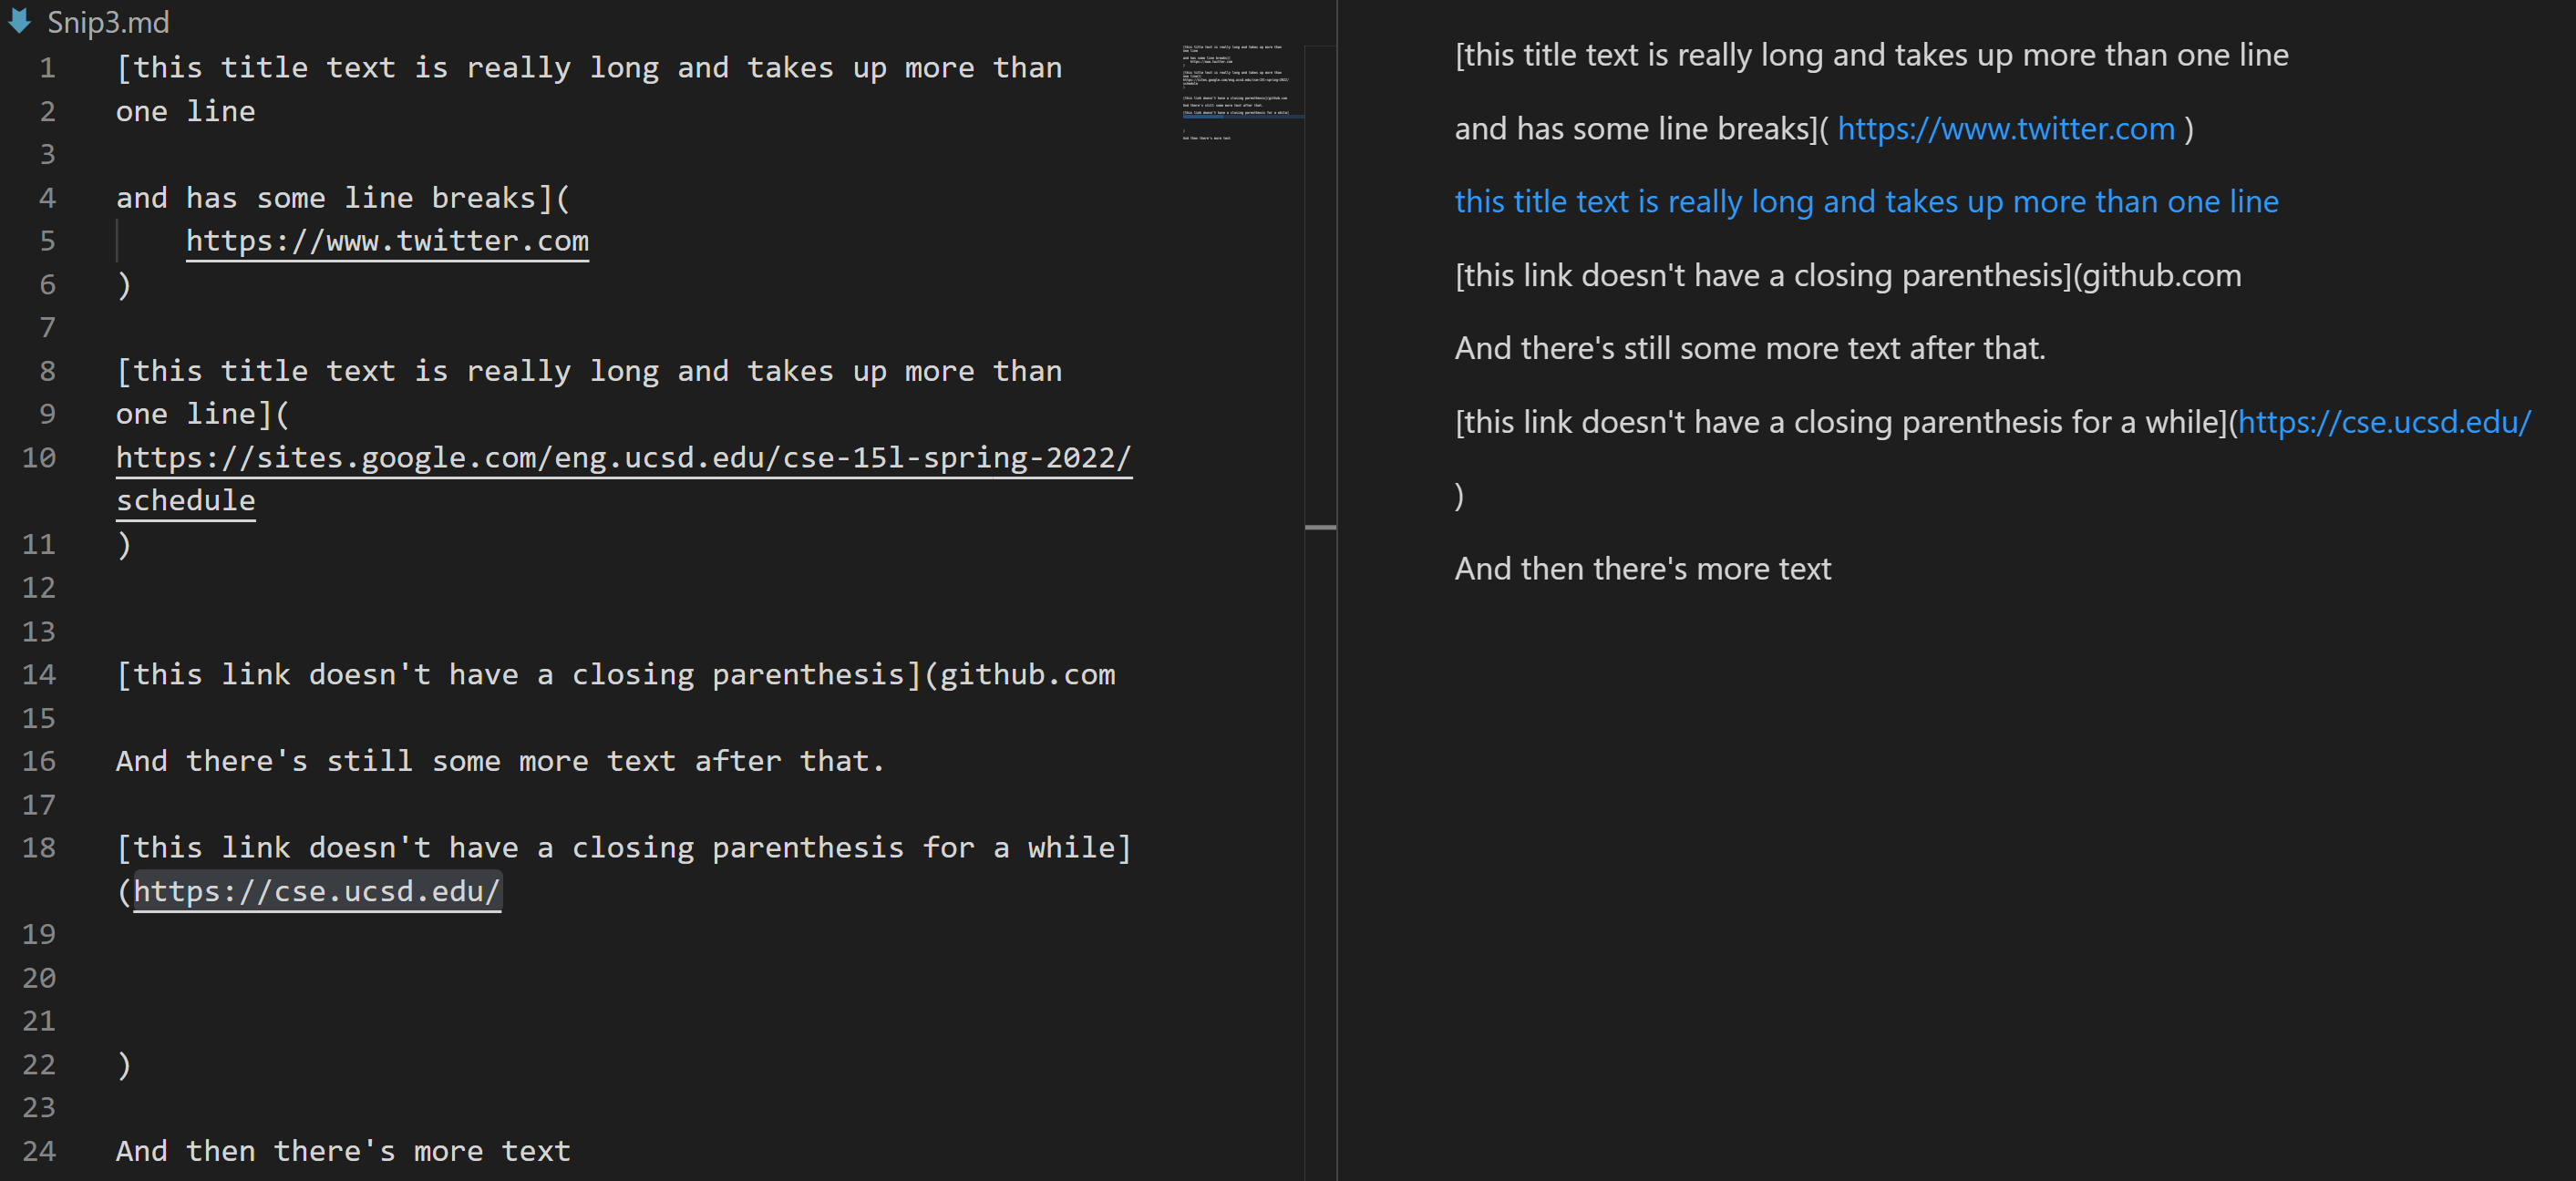 Snip3.md
1 [this title text is really long and takes up more than
2 one line
3
4 and has some line breaks](
5 https://www.twitter.com
6 )
7
8 [this title text is really long and takes up more than
9 one line](
10 https://sites.google.com/eng.ucsd.edu/cse-15l-spring-2022/
schedule
11 )
12
13
14 [this link doesn't have a closing parenthesis](github.com
15
16 And there's still some more text after that.
17
18 [this link doesn't have a closing parenthesis for a while]
(https://cse.ucsd.edu/
19
20
21
22 )
23
24 And then there's more text
[this title text is really long and takes up more than one line
and has some line breaks]( https://www.twitter.com )
this title text is really long and takes up more than one line
[this link doesn't have a closing parenthesis](github.com
And there's still some more text after that.
[this link doesn't have a closing parenthesis for a while](https://cse.ucsd.edu/
)
And then there's more text